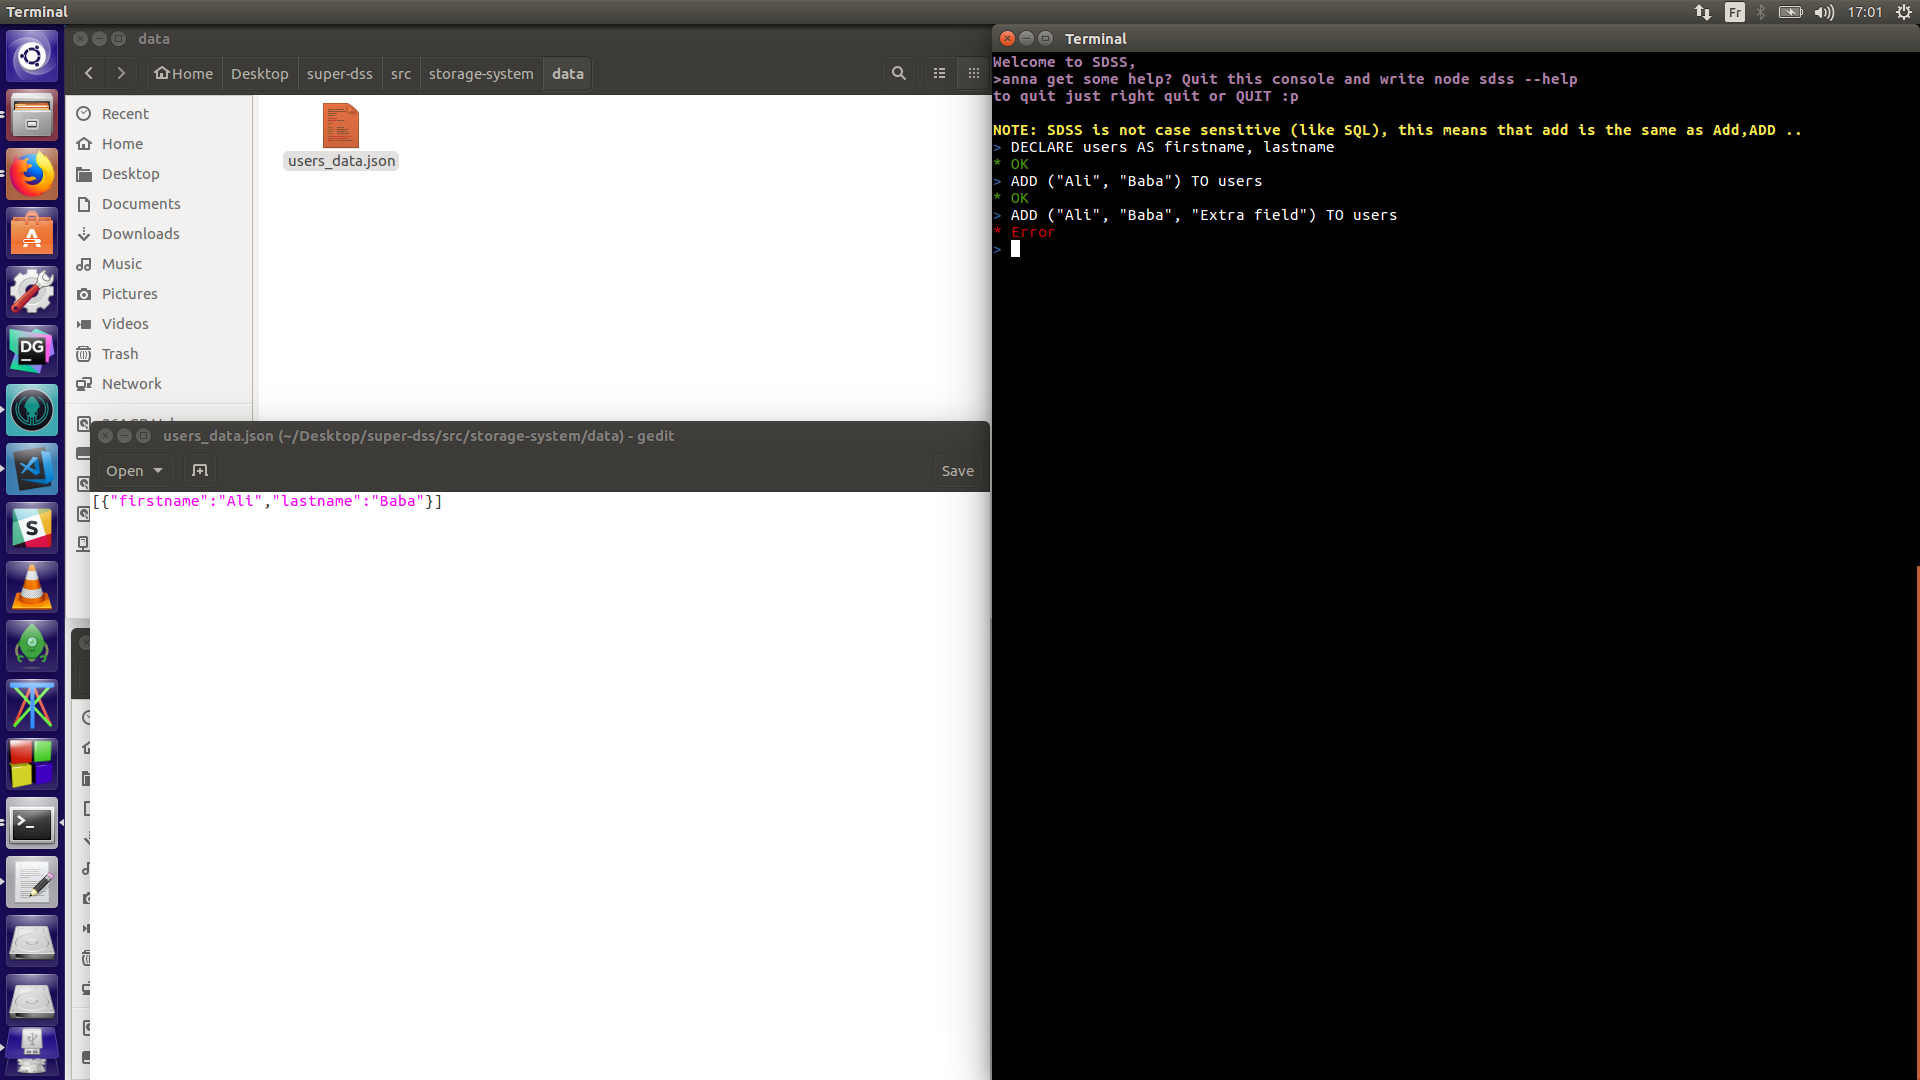 Terminal
Fr
17:01
data
Home
Desktop
super-dss
src
storage-system
data
Recent
Home
Desktop
Documents
Downloads
Music
Pictures
Videos
Trash
Network
users_data.json
users_data.json (~/Desktop/super-dss/src/storage-system/data) - gedit
Open
Save
[{"firstname":"Ali","lastname":"Baba"}]
Terminal
Welcome to SDSS,
>anna get some help? Quit this console and write node sdss --help
to quit just right quit or QUIT :p
NOTE: SDSS is not case sensitive (like SQL), this means that add is the same as Add,ADD ..
> DECLARE users AS firstname, lastname
* OK
> ADD ("Ali", "Baba") TO users
* OK
> ADD ("Ali", "Baba", "Extra field") TO users
* Error
>
A
DG
S
>_